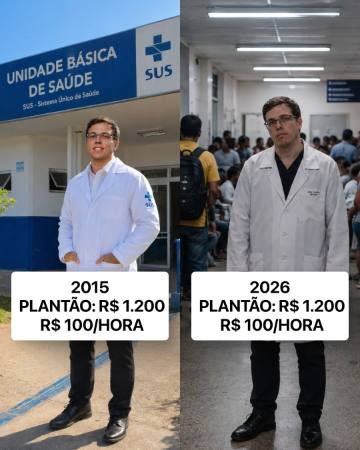 UNIDADE BÁSICA
DE SAÚDE
SUS - Sistema Único de Saúde
SUS
SUS
2015
PLANTÃO: R$ 1.200
R$ 100/HORA
2026
PLANTÃO: R$ 1.200
R$ 100/HORA